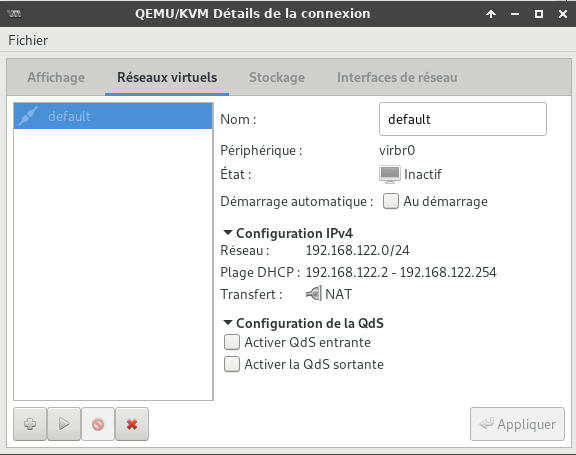 QEMU/KVM Détails de la connexion
Fichier
Affichage Réseaux virtuels Stockage Interfaces de réseau
default
Nom : default
Périphérique : virbr0
État : Inactif
Démarrage automatique : Au démarrage
Configuration IPv4
Réseau : 192.168.122.0/24
Plage DHCP : 192.168.122.2 - 192.168.122.254
Transfert : NAT
Configuration de la QdS
Activer QdS entrante
Activer la QdS sortante
Appliquer